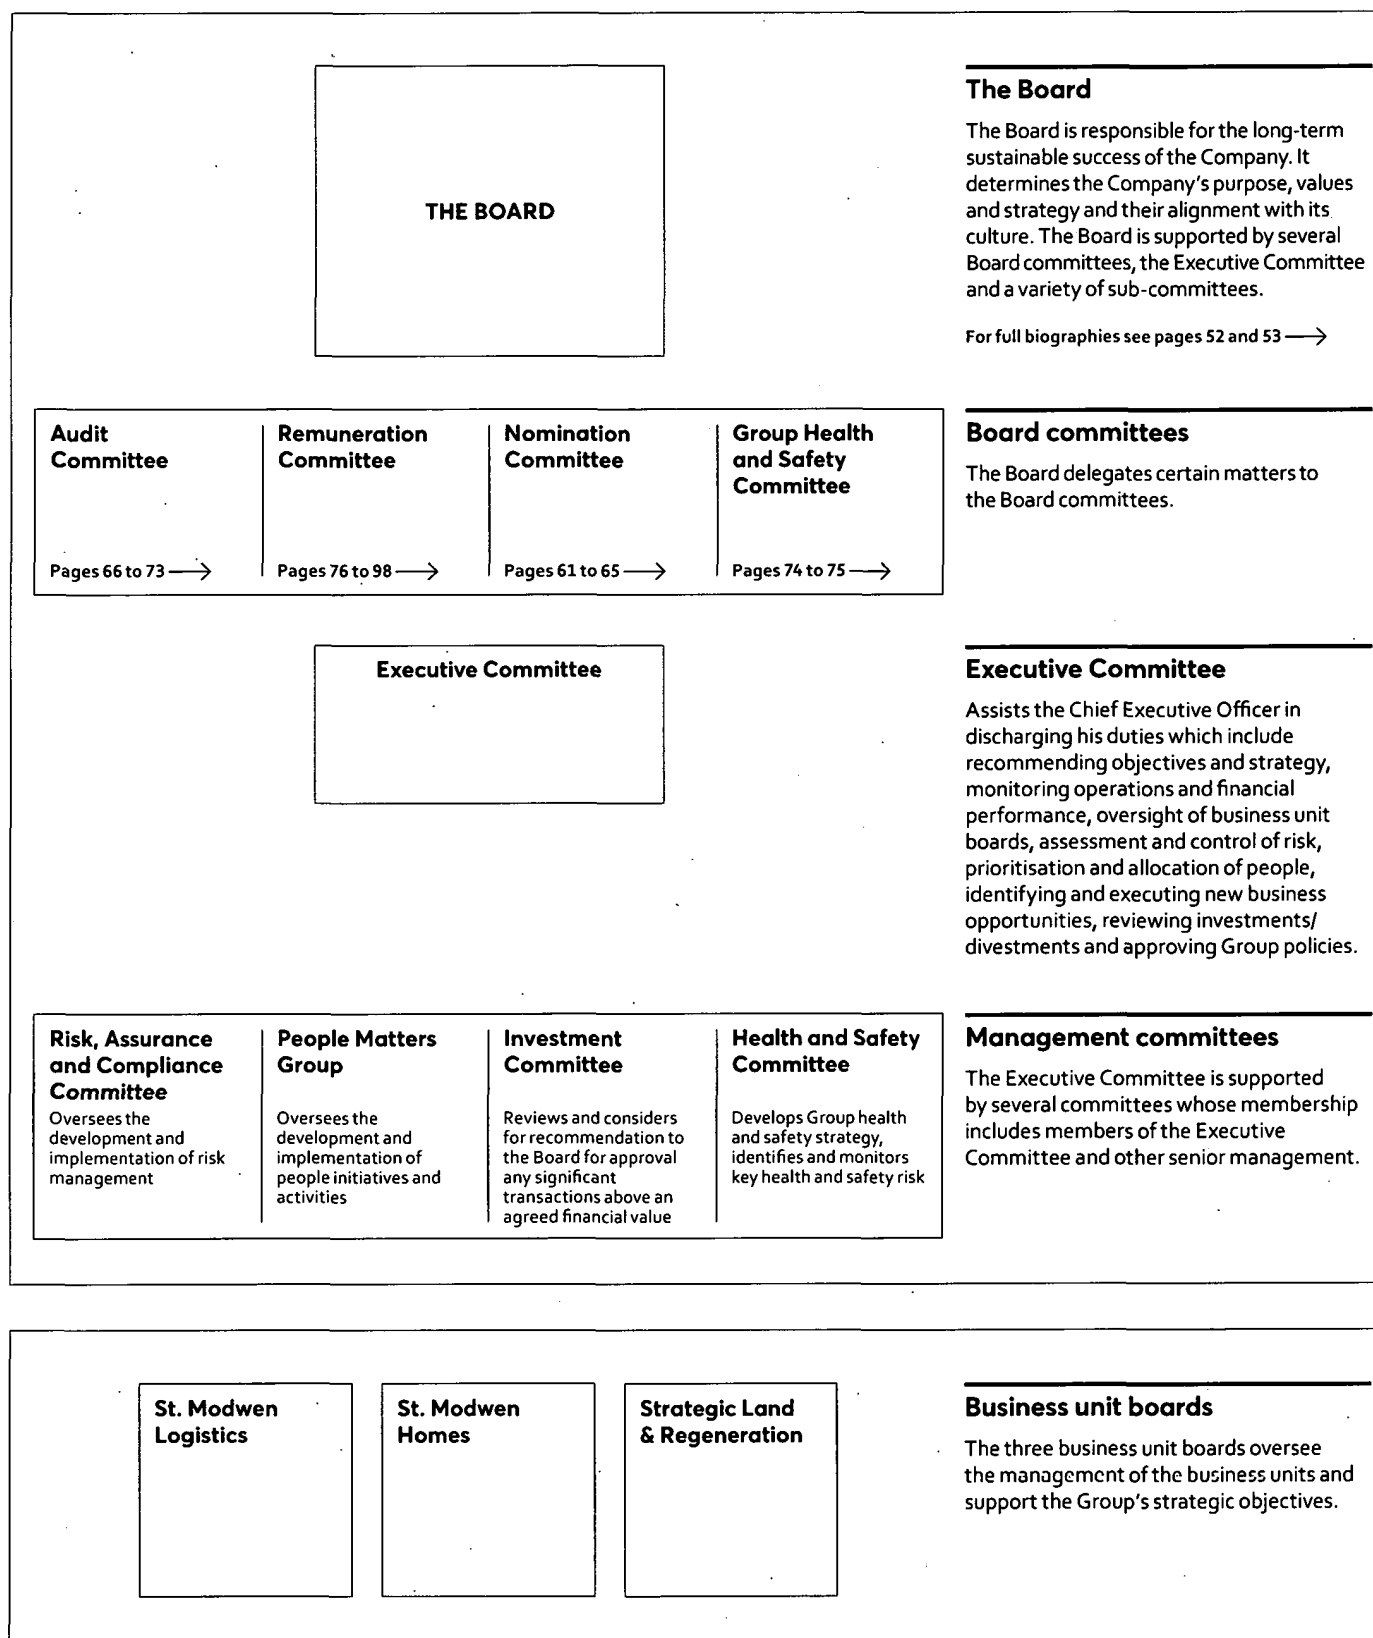 THE BOARD
The Board
The Board is responsible for the long-term
sustainable success of the Company. It
determines the Company's purpose, values
and strategy and their alignment with its
culture. The Board is supported by several
Board committees, the Executive Committee
and a variety of sub-committees.
For full biographies see pages 52 and 53 →
Audit
Committee
Pages 66 to 73 →
Remuneration
Committee
Pages 76 to 98 →
Nomination
Committee
Pages 61 to 65 →
Group Health
and Safety
Committee
Pages 74 to 75 →
Board committees
The Board delegates certain matters to
the Board committees.
Executive Committee
Executive Committee
Assists the Chief Executive Officer in
discharging his duties which include
recommending objectives and strategy,
monitoring operations and financial
performance, oversight of business unit
boards, assessment and control of risk,
prioritisation and allocation of people,
identifying and executing new business
opportunities, reviewing investments/
divestments and approving Group policies.
Risk, Assurance
and Compliance
Committee
Oversees the
development and
implementation of risk
management
People Matters
Group
Oversees the
development and
implementation of
people initiatives and
activities
Investment
Committee
Reviews and considers
for recommendation to
the Board for approval
any significant
transactions above an
agreed financial value
Health and Safety
Committee
Develops Group health
and safety strategy,
identifies and monitors
key health and safety risk
Management committees
The Executive Committee is supported
by several committees whose membership
includes members of the Executive
Committee and other senior management.
St. Modwen
Logistics
St. Modwen
Homes
Strategic Land
& Regeneration
Business unit boards
The three business unit boards oversee
the management of the business units and
support the Group's strategic objectives.